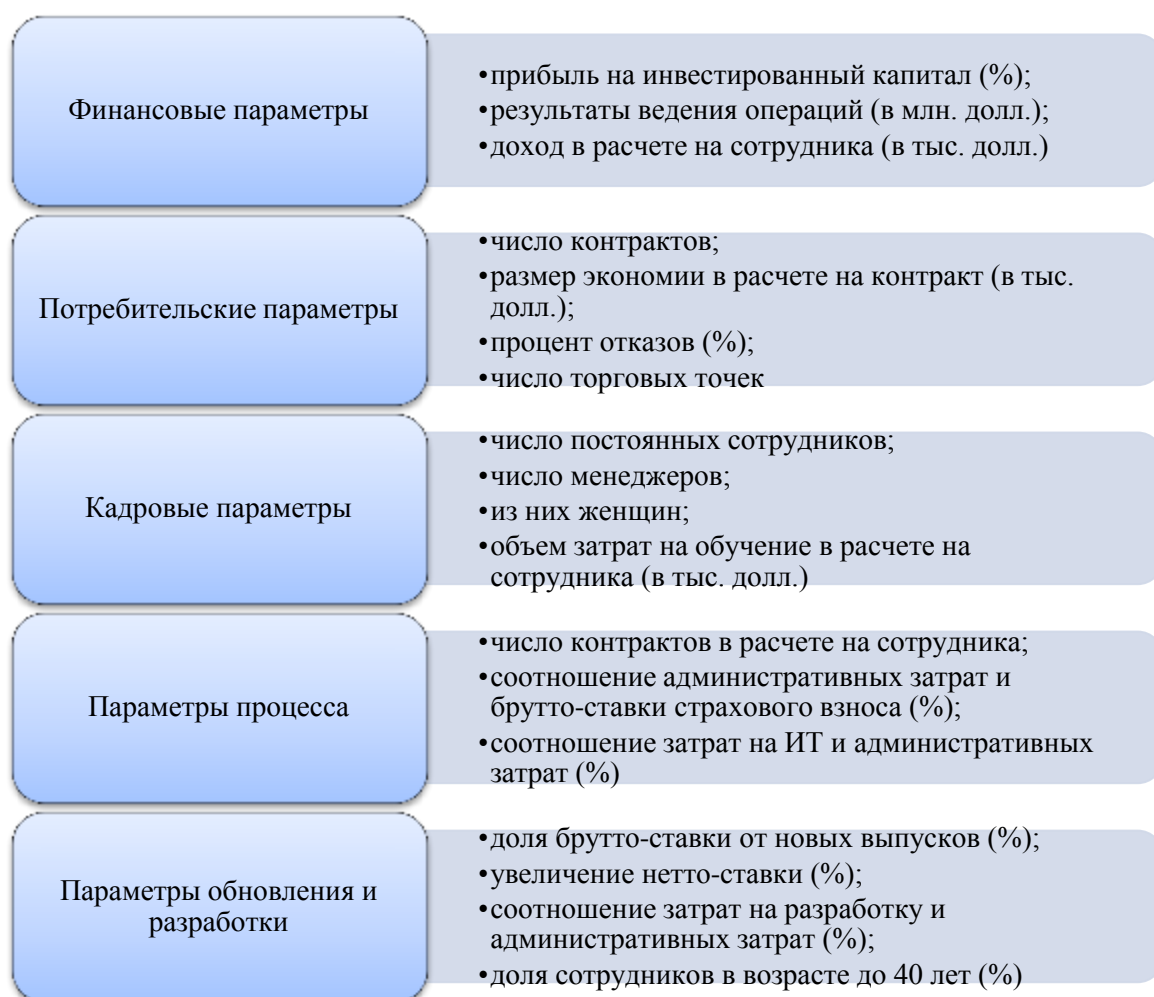 Финансовые параметры
•прибыль на инвестированный капитал (%);
•результаты ведения операций (в млн. долл.);
•доход в расчете на сотрудника (в тыс. долл.)
Потребительские параметры
•число контрактов;
•размер экономии в расчете на контракт (в тыс.
долл.);
•процент отказов (%);
•число торговых точек
Кадровые параметры
•число постоянных сотрудников;
•число менеджеров;
•из них женщин;
•объем затрат на обучение в расчете на
сотрудника (в тыс. долл.)
Параметры процесса
•число контрактов в расчете на сотрудника;
•соотношение административных затрат и
брутто-ставки страхового взноса (%);
•соотношение затрат на ИТ и административных
затрат (%)
Параметры обновления и
разработки
•доля брутто-ставки от новых выпусков (%);
•увеличение нетто-ставки (%);
•соотношение затрат на разработку и
административных затрат (%);
•доля сотрудников в возрасте до 40 лет (%)